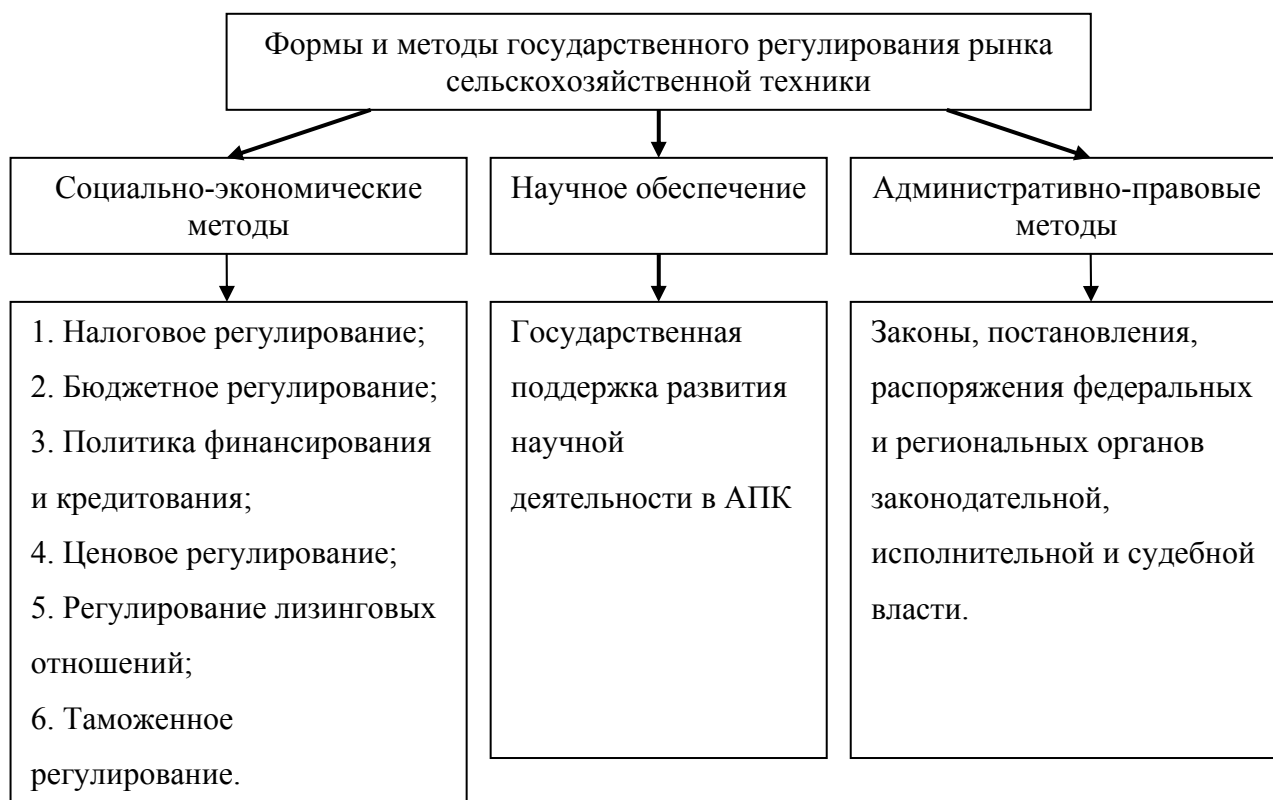 Формы и методы государственного регулирования рынка
сельскохозяйственной техники
Социально-экономические
методы
Научное обеспечение
Административно-правовые
методы
1. Налоговое регулирование;
2. Бюджетное регулирование;
3. Политика финансирования
и кредитования;
4. Ценовое регулирование;
5. Регулирование лизинговых
отношений;
6. Таможенное
регулирование.
Государственная
поддержка развития
научной
деятельности в АПК
Законы, постановления,
распоряжения федеральных
и региональных органов
законодательной,
исполнительной и судебной
власти.